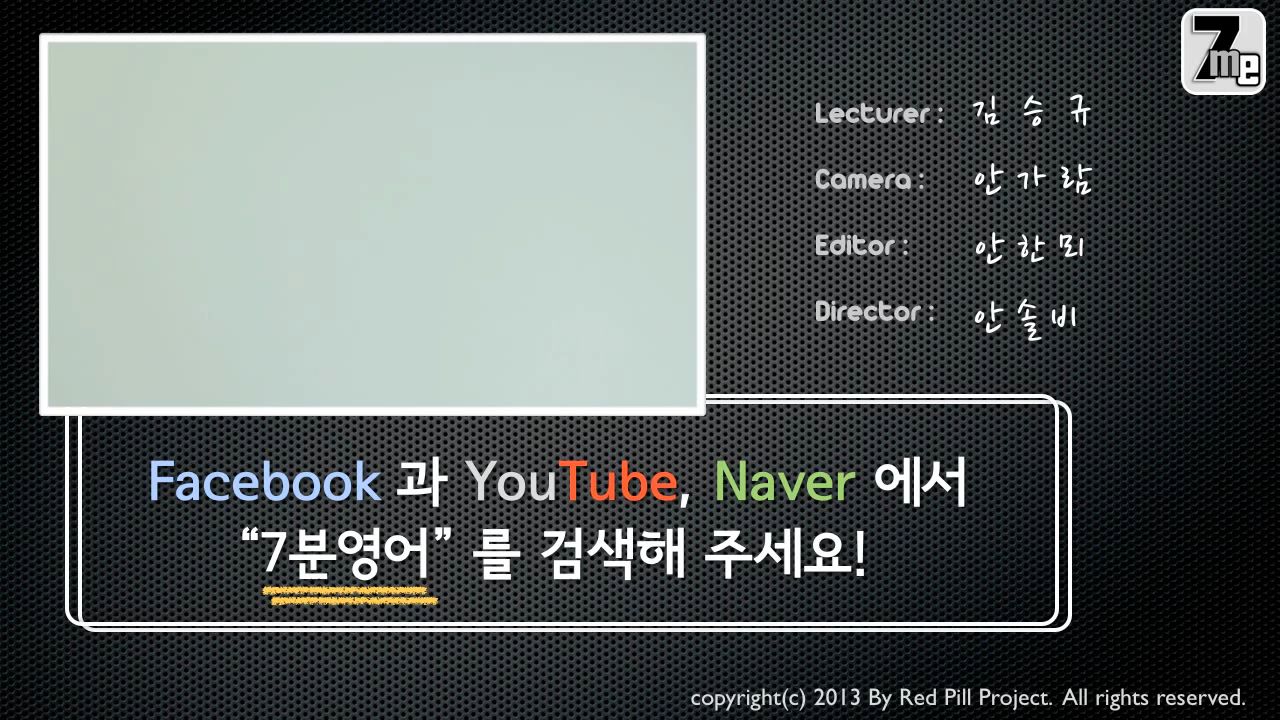 7me
Lecturer : 김 승 규
Camera : 안 가 람
Editor : 안 한 뫼
Director : 안 솔 비
Facebook 과 YouTube, Naver 에서
“7분영어” 를 검색해 주세요!
copyright(c) 2013 By Red Pill Project. All rights reserved.